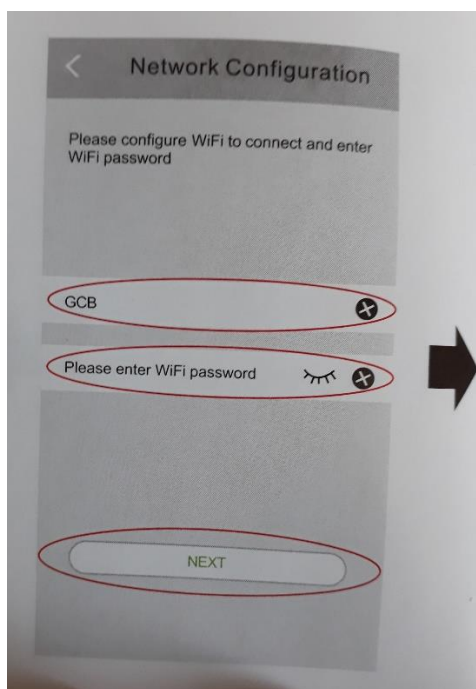 Network Configuration
Please configure WiFi to connect and enter
WiFi password
GCB
Please enter WiFi password
NEXT